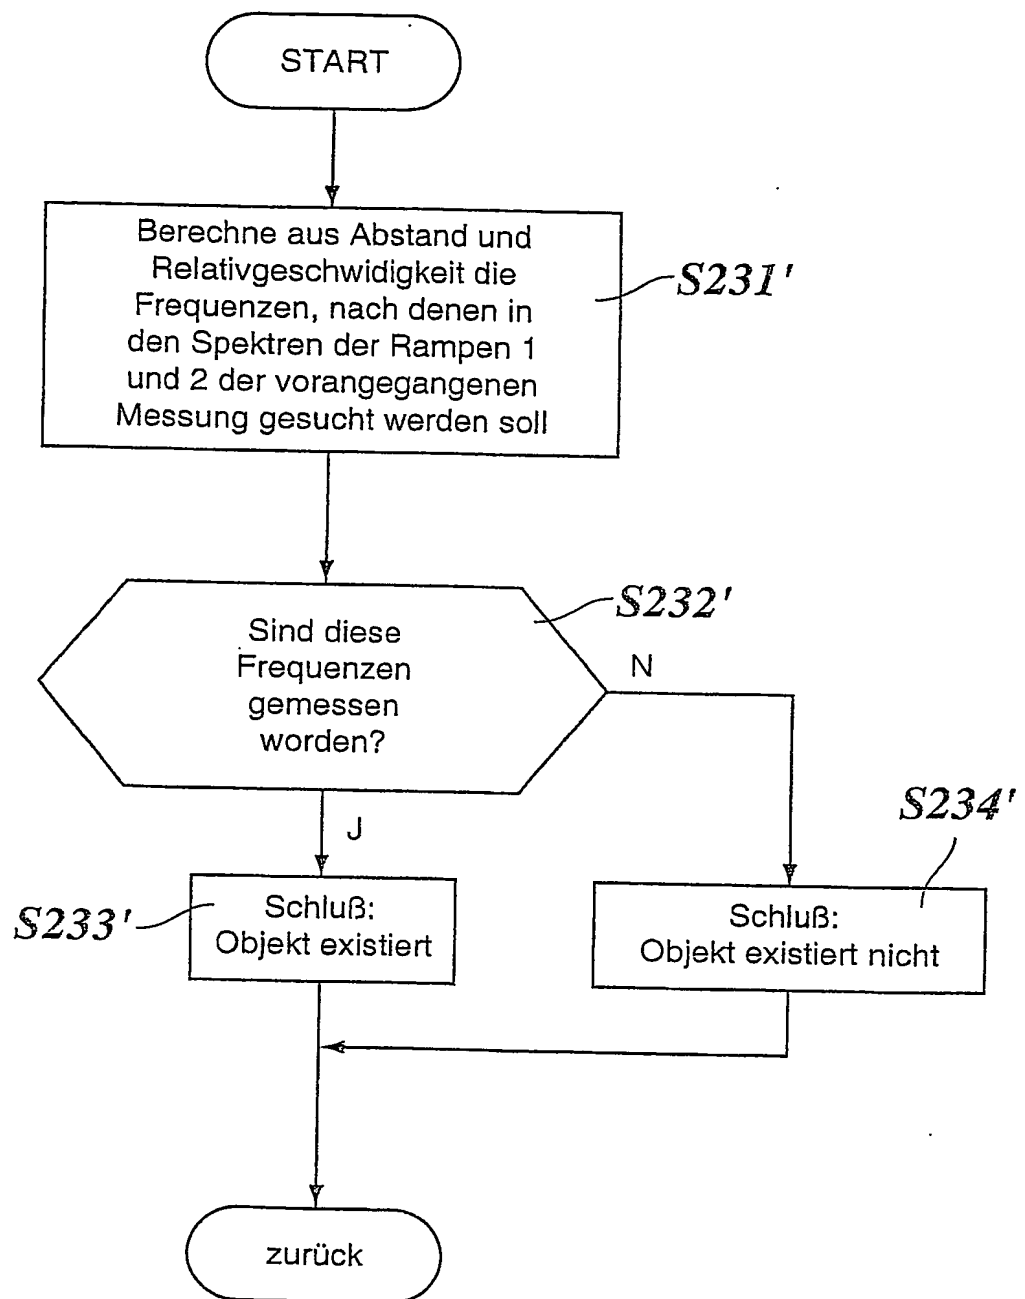 START
Berechne aus Abstand und
Relativgeschwidigkeit die
Frequenzen, nach denen in
den Spektren der Rampen 1
und 2 der vorangegangenen
Messung gesucht werden soll
S231'
Sind diese
Frequenzen
gemessen
worden?
S232'
N
J
S234'
S233'
Schluß:
Objekt existiert
Schluß:
Objekt existiert nicht
zurück